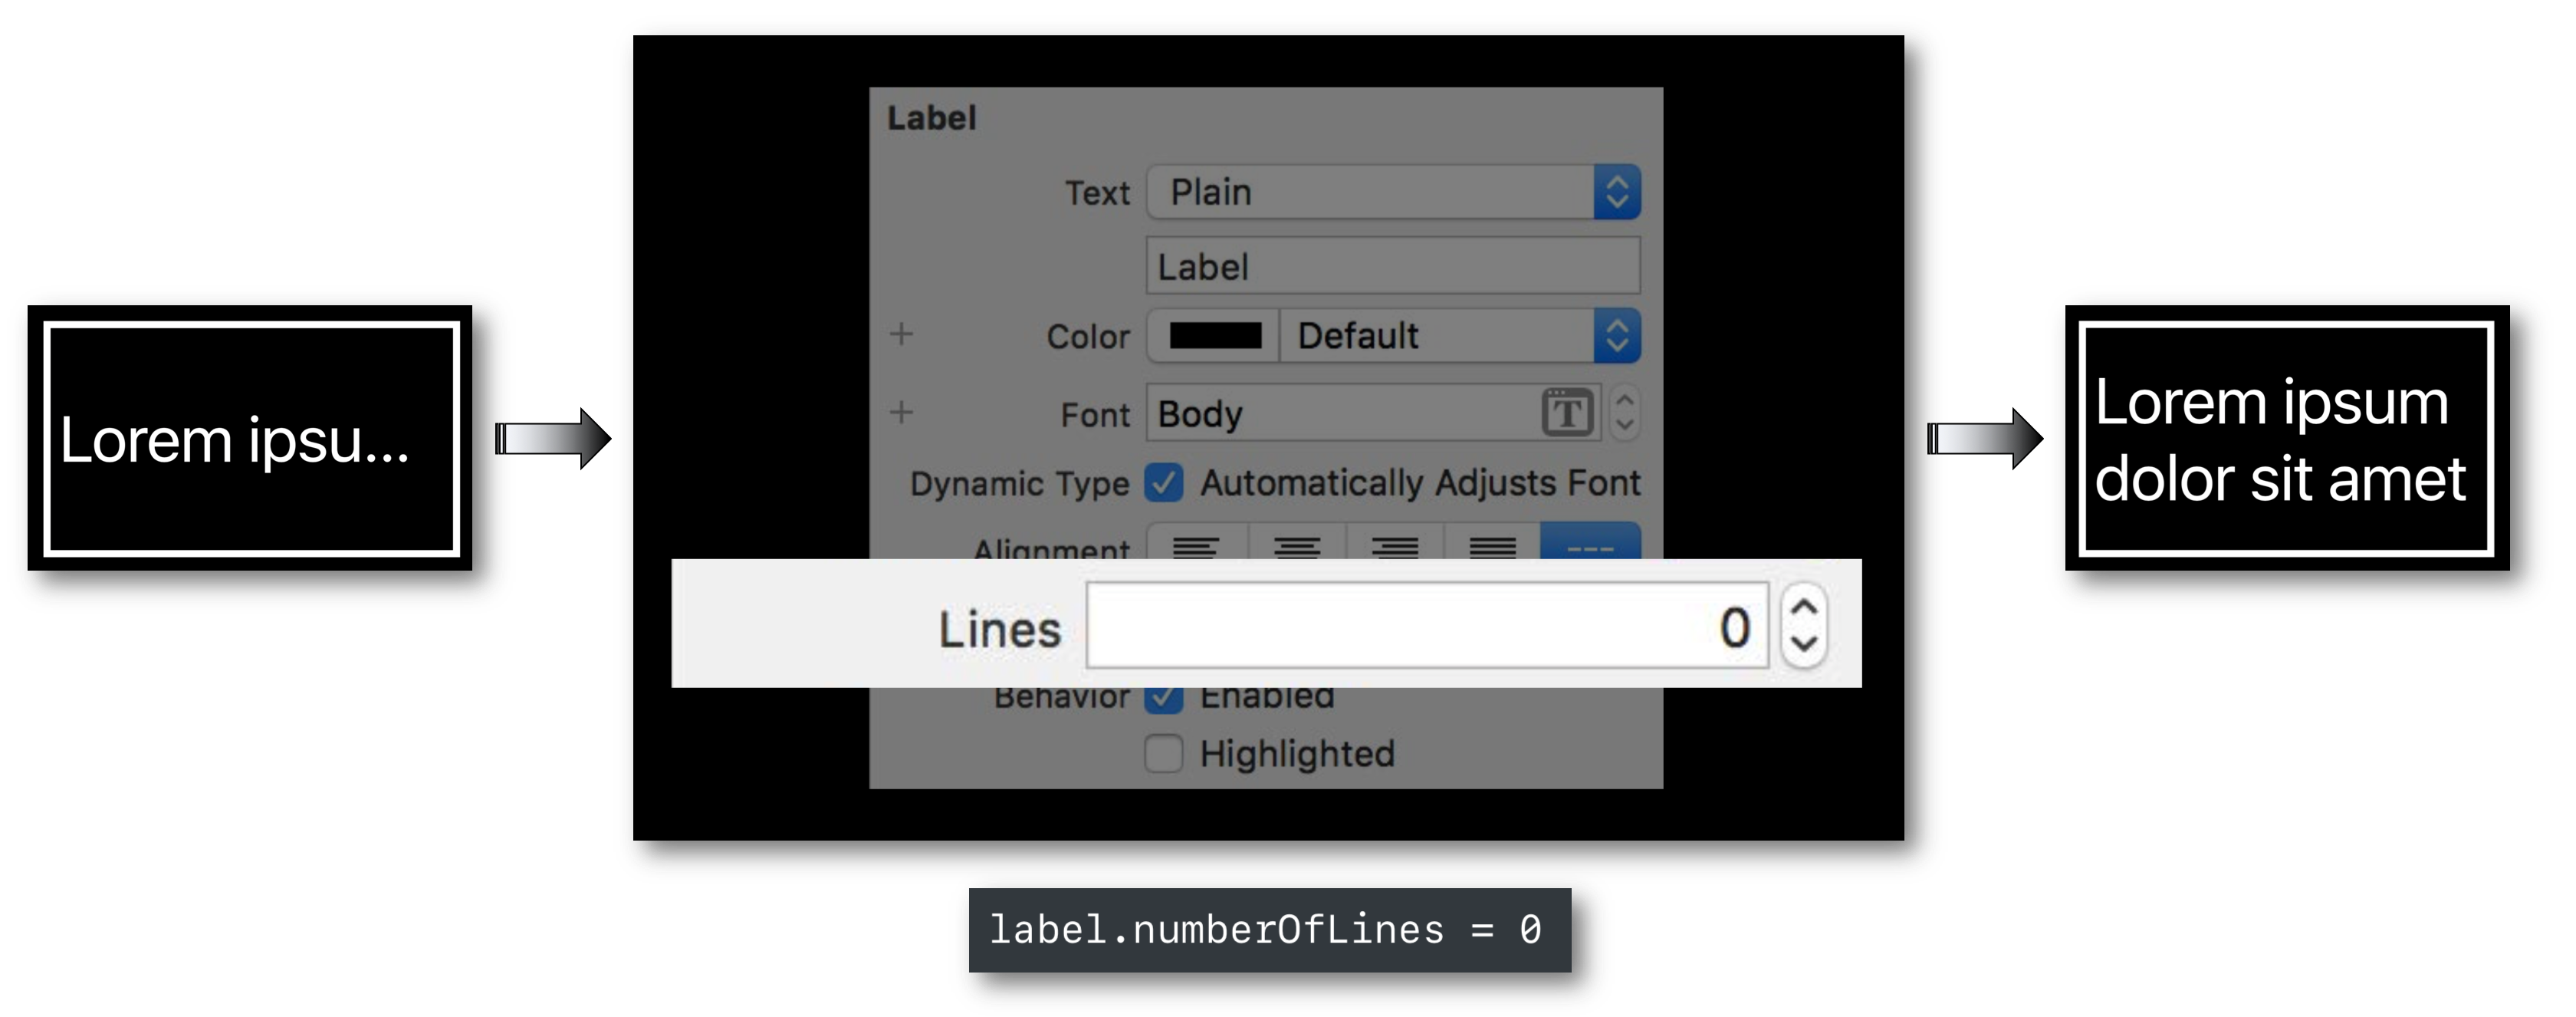 Lorem ipsu...
Label
Text Plain
Label
+ Color Default
+ Font Body T
Dynamic Type Automatically Adjusts Font
Alignment ---
Lines 0
Behavior Enabled
Highlighted
label.numberOfLines = 0
Lorem ipsum
dolor sit amet